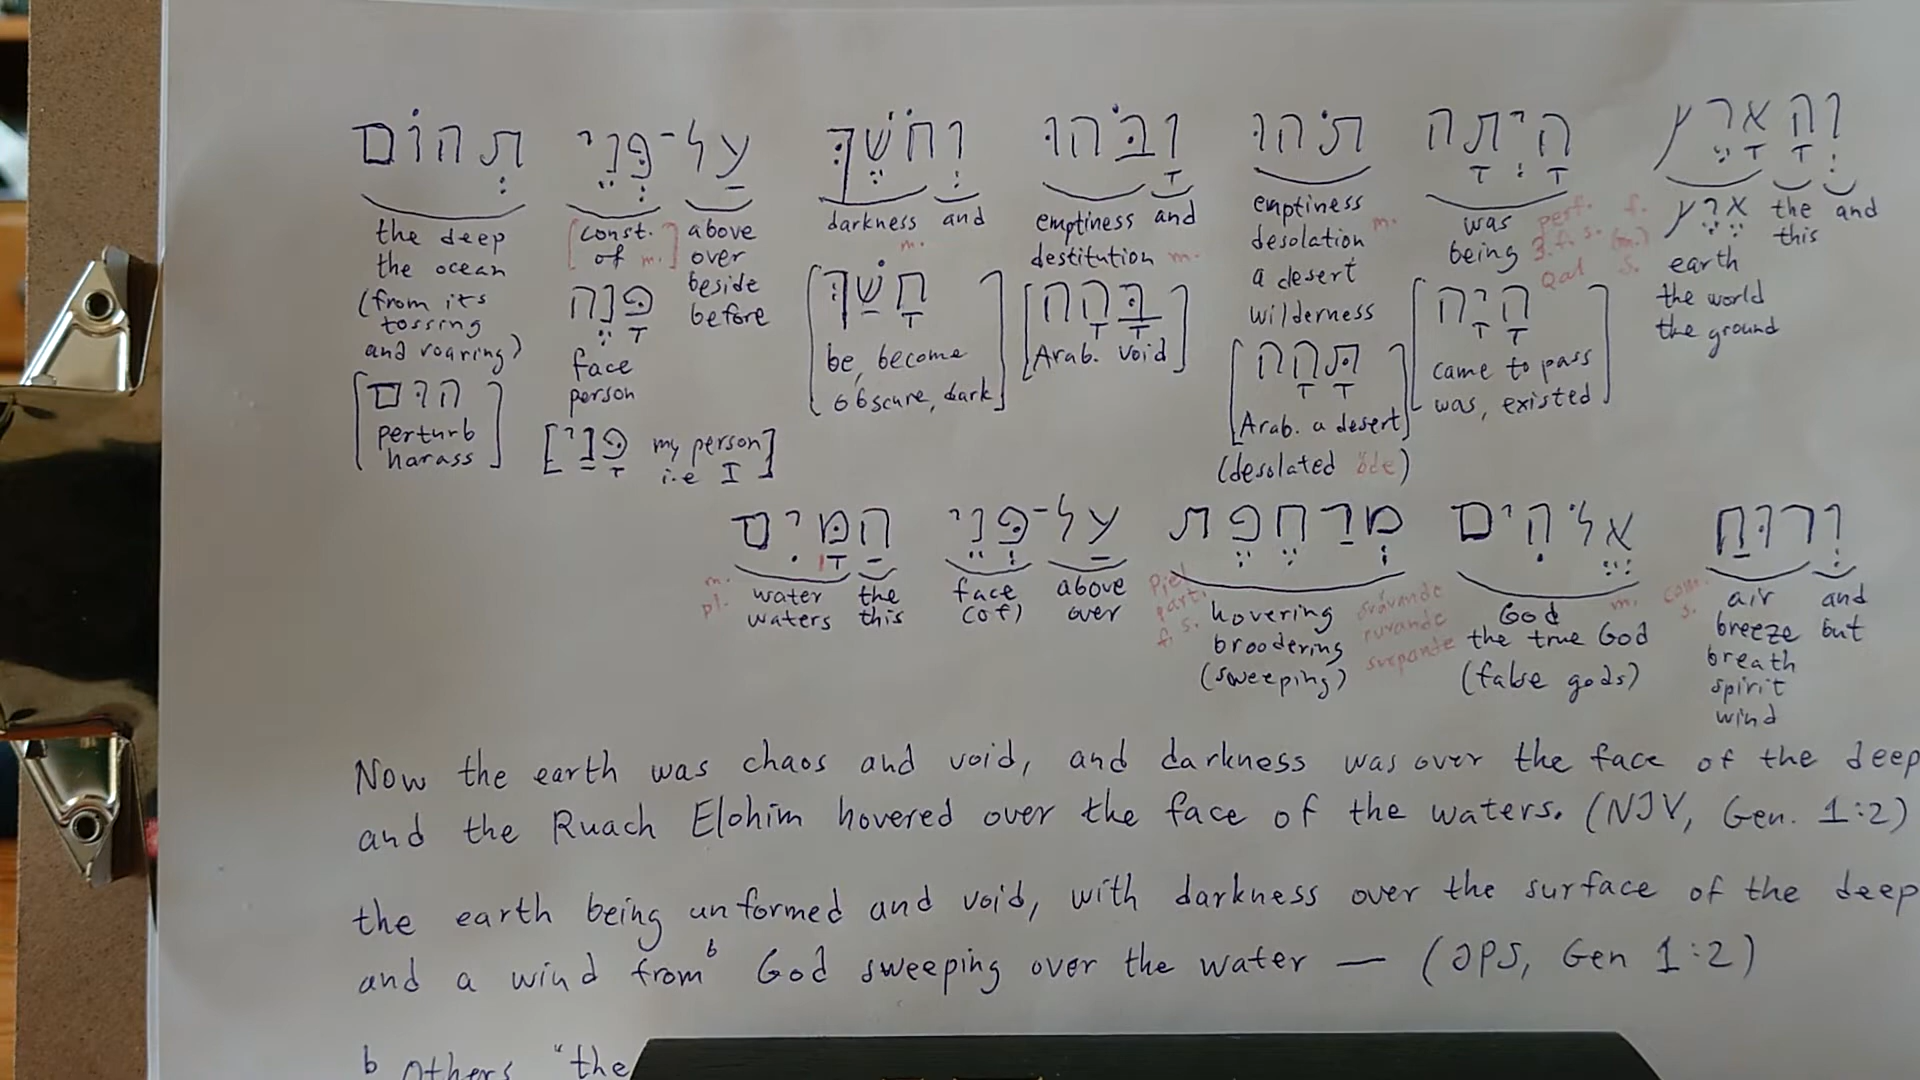 וְהָאָרֶץ הָיְתָה תֹהוּ וָבֹהוּ וְחֹשֶׁךְ עַל־פְּנֵי תְהוֹם
and
the
this
אֶרֶץ
earth
the world
the ground
was
being
perf.
3. f. s.
Qal
f.
(m.)
s.
[הָיָה
came to pass
was, existed]
emptiness
desolation m.
a desert
wilderness
[תָּהָה
Arab. a desert]
(desolated öde)
and
emptiness
destitution m.
[בָּהָה
Arab. void]
and
darkness
m.
[חָשַׁךְ
be, become
obscure, dark]
above
over
beside
before
[const.
of m.]
פָּנֶה
face
person
[פָּנַי my person
i.e I]
the deep
the ocean
(from its
tossing
and roaring)
[הוּם
perturb
harass]
וְרוּחַ אֱלֹהִים מְרַחֶפֶת עַל־פְּנֵי הַמָּיִם
and
but
com.
s.
air
breeze
breath
spirit
wind
God m.
the true God
(false gods)
Piel
part.
f. s.
hovering
broodering
(sweeping)
svävande
ruvande
svepante
above
over
face
(of)
the
this
water
waters
m.
pl.
Now the earth was chaos and void, and darkness was over the face of the deep
and the Ruach Elohim hovered over the face of the waters. (NJV, Gen. 1:2)
the earth being unformed and void, with darkness over the surface of the deep
and a wind from b God sweeping over the water — (JPS, Gen 1:2)
b Others "the